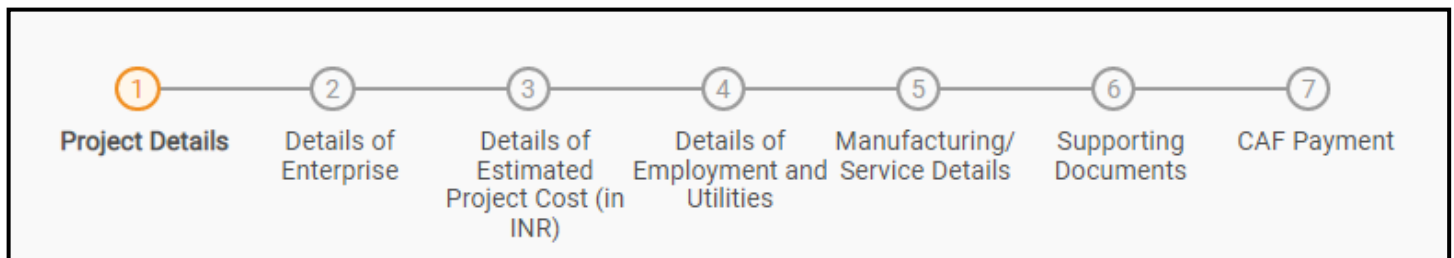 1 2 3 4 5 6 7
Project Details
Details of
Enterprise
Details of
Estimated
Project Cost (in
INR)
Details of
Employment and
Utilities
Manufacturing/
Service Details
Supporting
Documents
CAF Payment